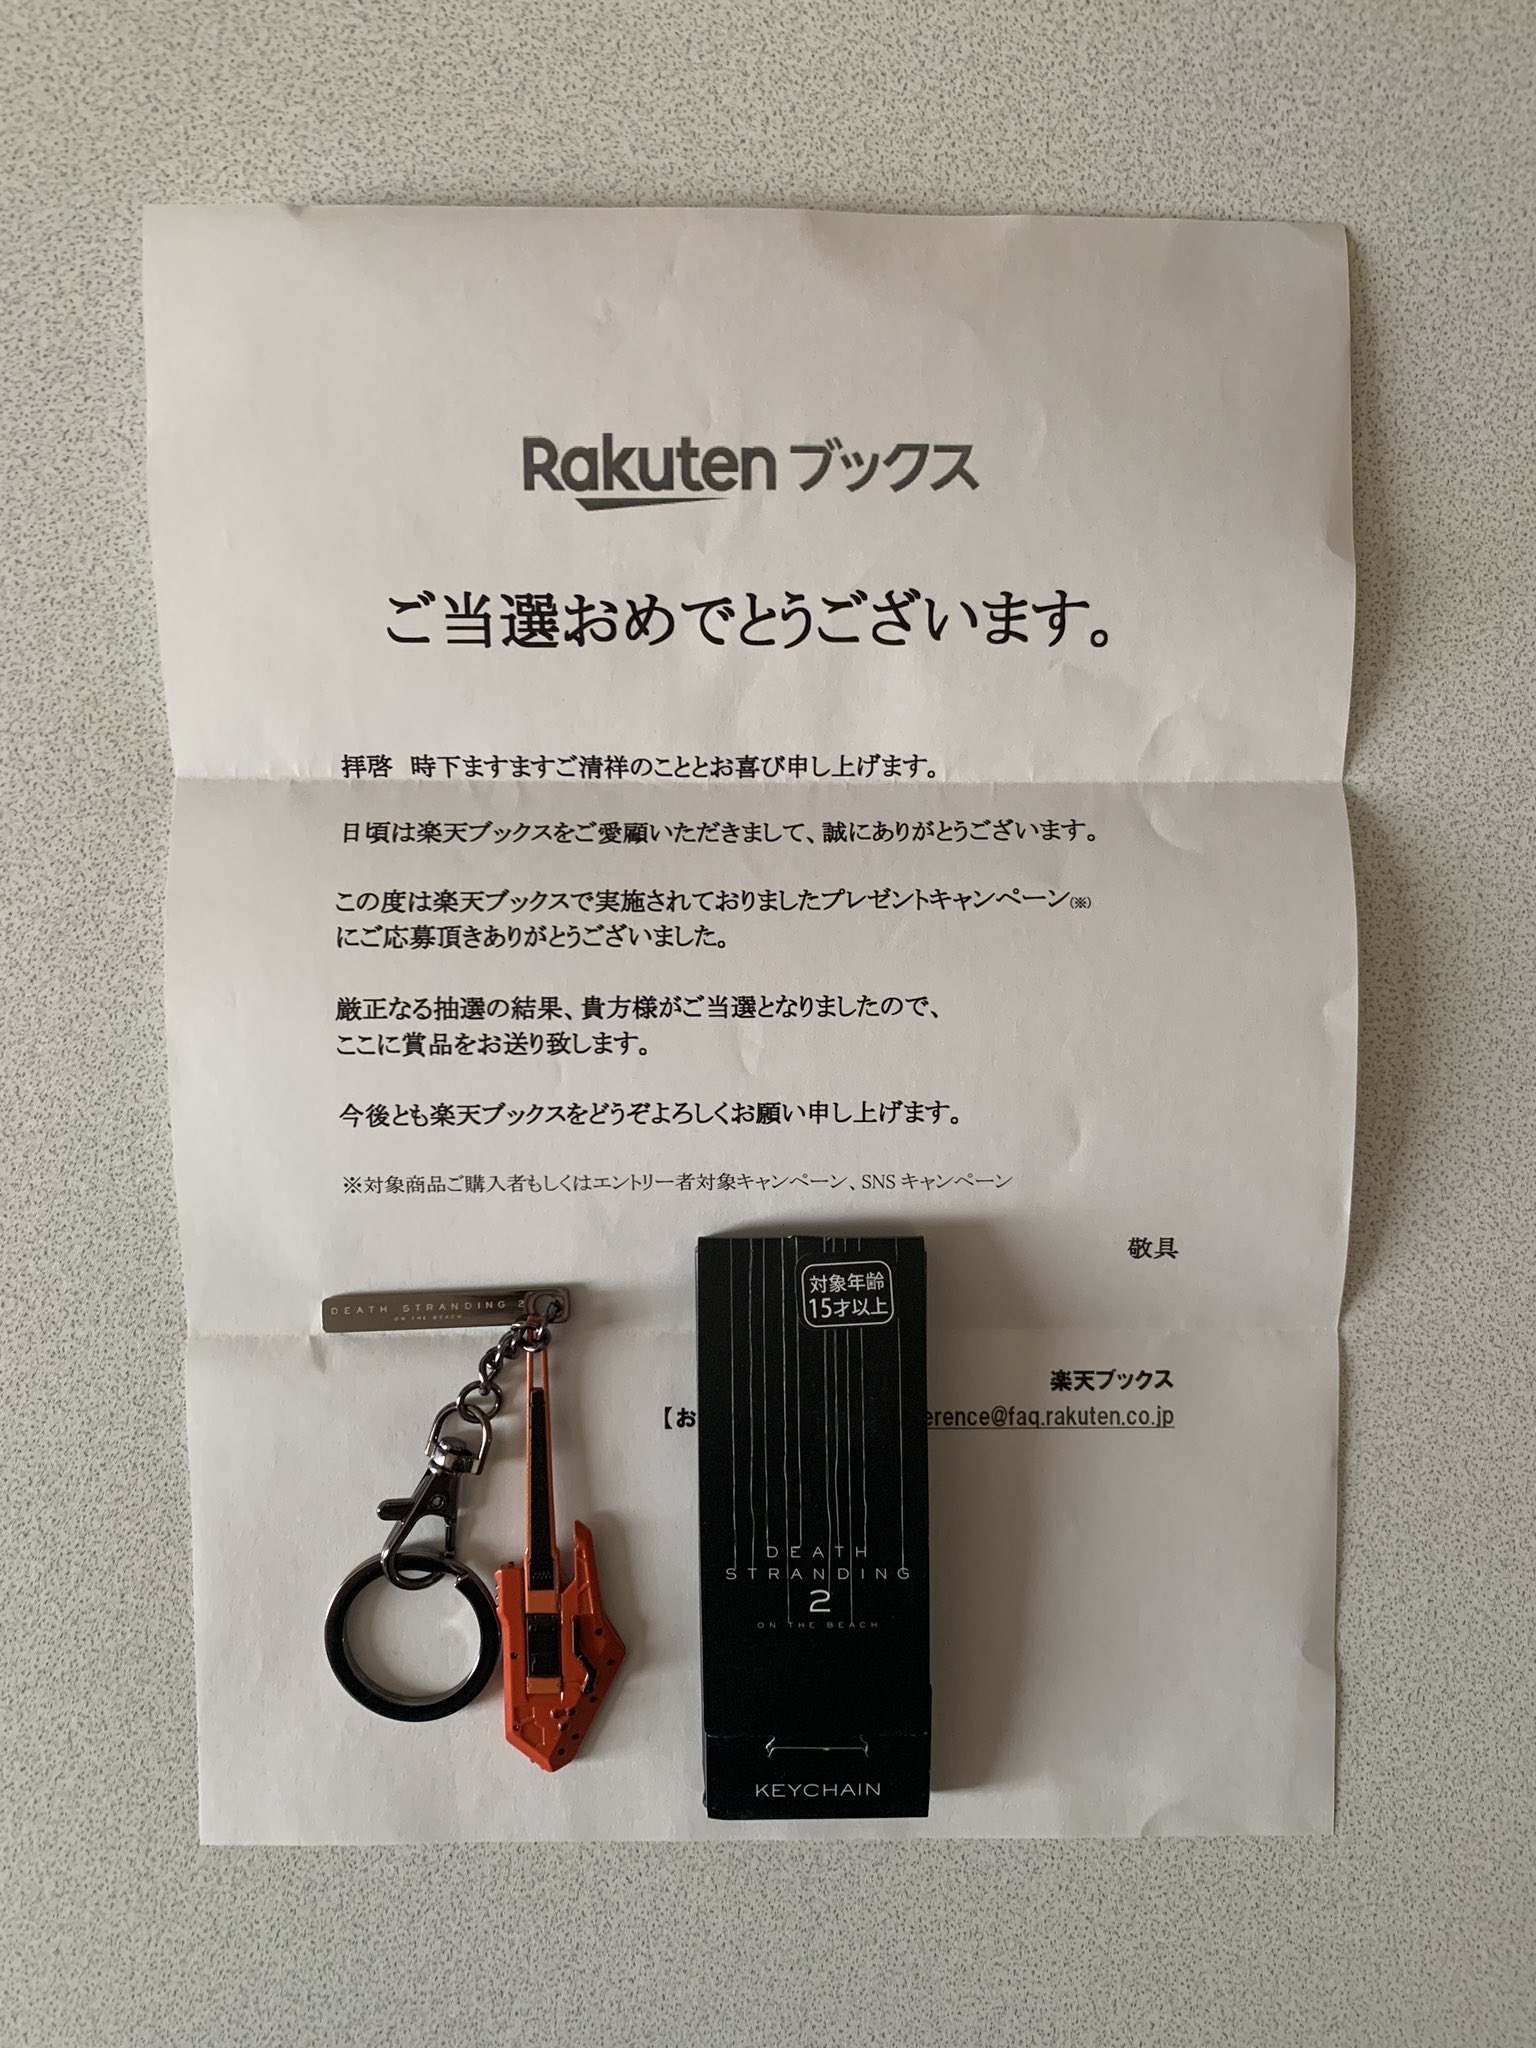 Rakuten ブックス
ご当選おめでとうございます。
拝啓　時下ますますご清祥のこととお喜び申し上げます。
日頃は楽天ブックスをご愛顧いただきまして、誠にありがとうございます。
この度は楽天ブックスで実施されておりましたプレゼントキャンペーン(※)
にご応募頂きありがとうございました。
厳正なる抽選の結果、貴方様がご当選となりましたので、
ここに賞品をお送り致します。
今後とも楽天ブックスをどうぞよろしくお願い申し上げます。
※対象商品ご購入者もしくはエントリー者対象キャンペーン、SNSキャンペーン
敬具
楽天ブックス
【お
erence@faq.rakuten.co.jp
DEATH STRANDING 2
ON THE BEACH
対象年齢
15才以上
DEATH
STRANDING
2
ON THE BEACH
KEYCHAIN